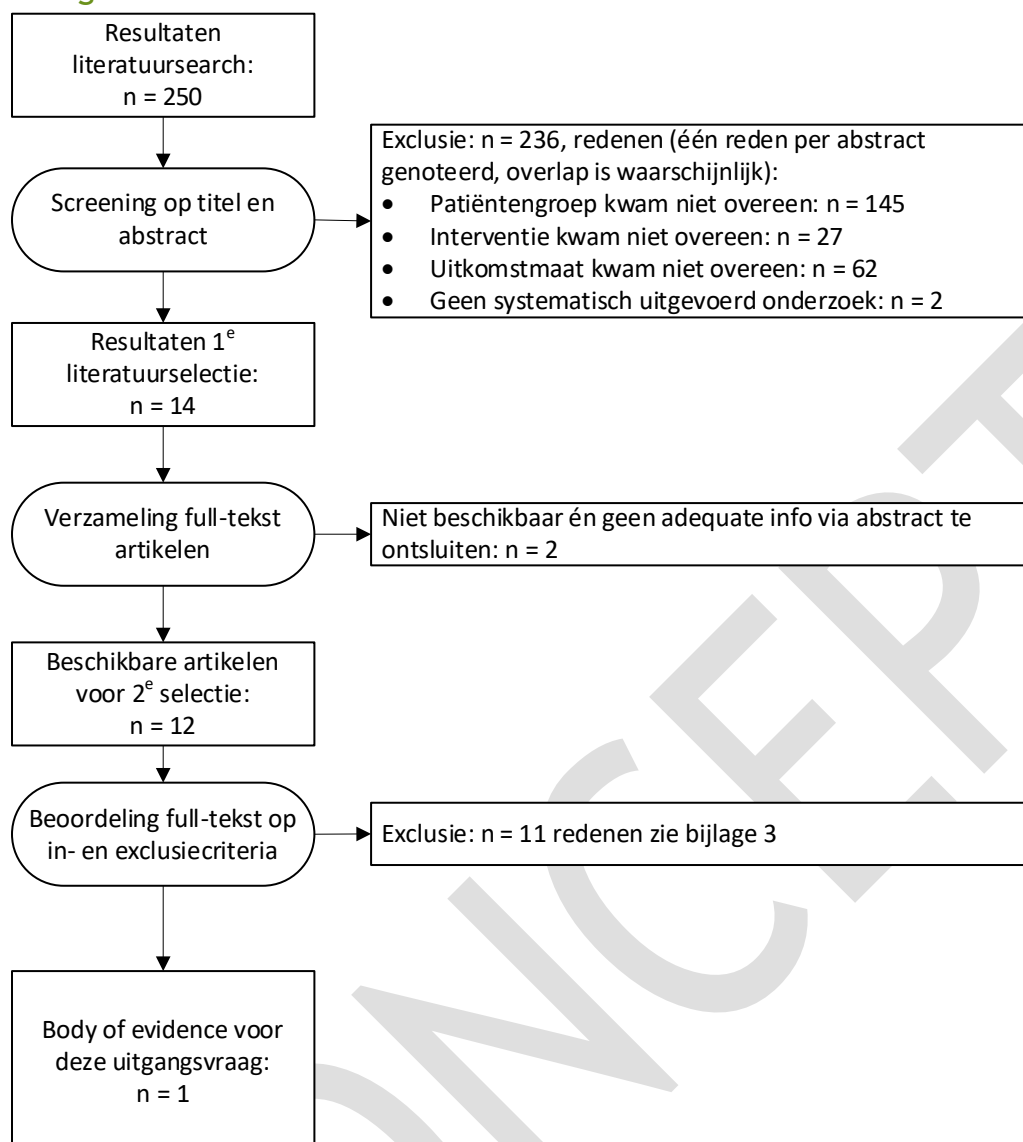 Resultaten
literatuursearch:
n = 250
Exclusie: n = 236, redenen (één reden per abstract
genoteerd, overlap is waarschijnlijk):
• Patiëntengroep kwam niet overeen: n = 145
• Interventie kwam niet overeen: n = 27
• Uitkomstmaat kwam niet overeen: n = 62
• Geen systematisch uitgevoerd onderzoek: n = 2
Screening op titel en
abstract
Resultaten 1e
literatuurselectie:
n = 14
Verzameling full-tekst
artikelen
Niet beschikbaar én geen adequate info via abstract te
ontsluiten: n = 2
Beschikbare artikelen
voor 2e selectie:
n = 12
Beoordeling full-tekst op
in- en exclusiecriteria
Exclusie: n = 11 redenen zie bijlage 3
Body of evidence voor
deze uitgangsvraag:
n = 1
CONCEPT